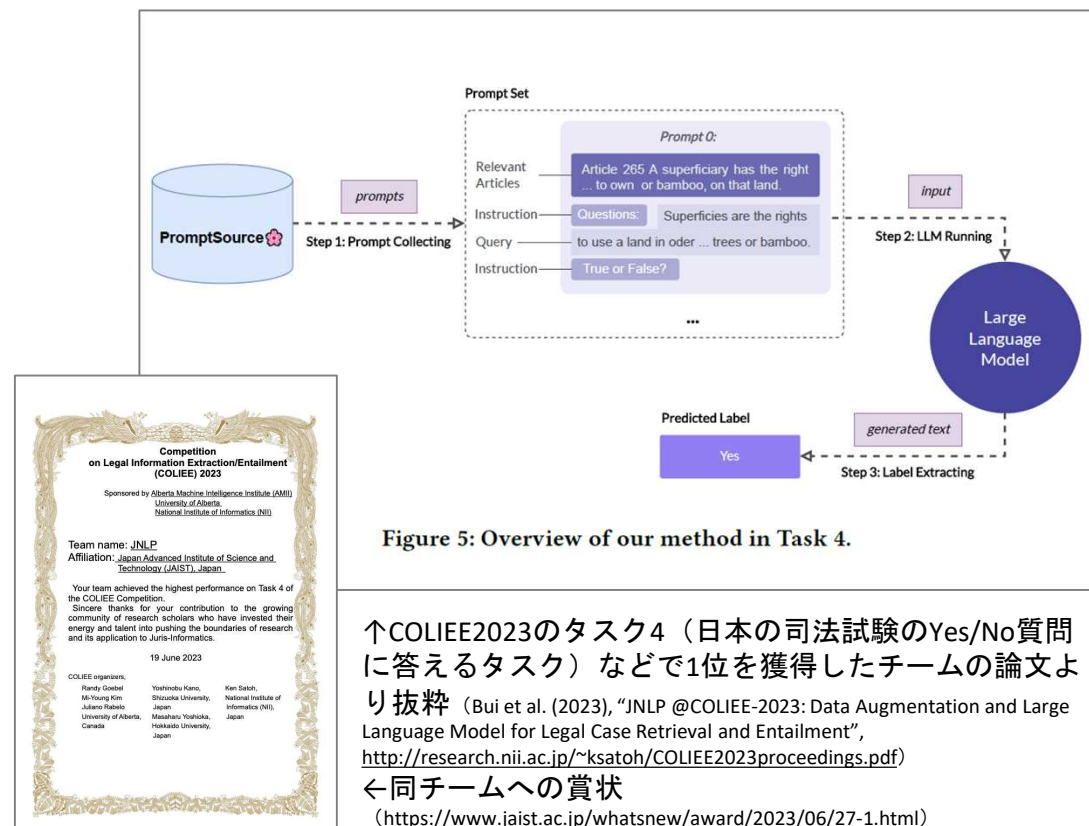 Prompt Set
Prompt 0:
Relevant
Articles
Article 265 A superficiary has the right
... to own or bamboo, on that land.
Instruction
Questions:
Superficies are the rights
Query
to use a land in oder ... trees or bamboo.
Instruction
True or False?
...
PromptSource
prompts
Step 1: Prompt Collecting
input
Step 2: LLM Running
Large
Language
Model
generated text
Step 3: Label Extracting
Predicted Label
Yes
Figure 5: Overview of our method in Task 4.
Competition
on Legal Information Extraction/Entailment
(COLIEE) 2023
Sponsored by Alberta Machine Intelligence Institute (AMII)
University of Alberta
National Institute of Informatics (NII)
Team name: JNLP
Affiliation: Japan Advanced Institute of Science and
Technology (JAIST), Japan
Your team achieved the highest performance on Task 4 of
the COLIEE Competition.
Sincere thanks for your contribution to the growing
community of research scholars who have invested their
energy and talent into pushing the boundaries of research
and its application to Juris-Informatics.
19 June 2023
COLIEE organizers,
Randy Goebel
Mi-Young Kim
Juliano Rabelo
University of Alberta,
Canada
Yoshinobu Kano,
Shizuoka University,
Japan
Masaharu Yoshioka,
Hokkaido University,
Japan
Ken Satoh,
National Institute of
Informatics (NII),
Japan
↑COLIEE2023のタスク4（日本の司法試験のYes/No質問
に答えるタスク）などで1位を獲得したチームの論文よ
り抜粋（Bui et al. (2023), “JNLP @COLIEE-2023: Data Augmentation and Large
Language Model for Legal Case Retrieval and Entailment”,
http://research.nii.ac.jp/~ksatoh/COLIEE2023proceedings.pdf）
←同チームへの賞状
（https://www.jaist.ac.jp/whatsnew/award/2023/06/27-1.html）